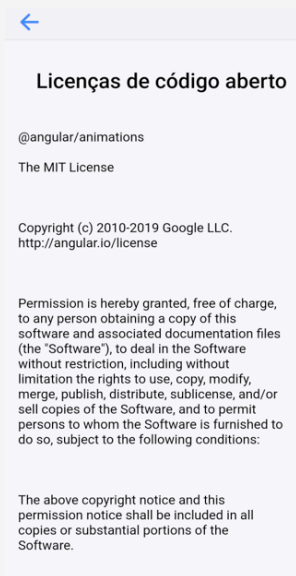 Licenças de código aberto
@angular/animations
The MIT License
Copyright (c) 2010-2019 Google LLC.
http://angular.io/license
Permission is hereby granted, free of charge,
to any person obtaining a copy of this
software and associated documentation files
(the "Software"), to deal in the Software
without restriction, including without
limitation the rights to use, copy, modify,
merge, publish, distribute, sublicense, and/or
sell copies of the Software, and to permit
persons to whom the Software is furnished to
do so, subject to the following conditions:
The above copyright notice and this
permission notice shall be included in all
copies or substantial portions of the
Software.